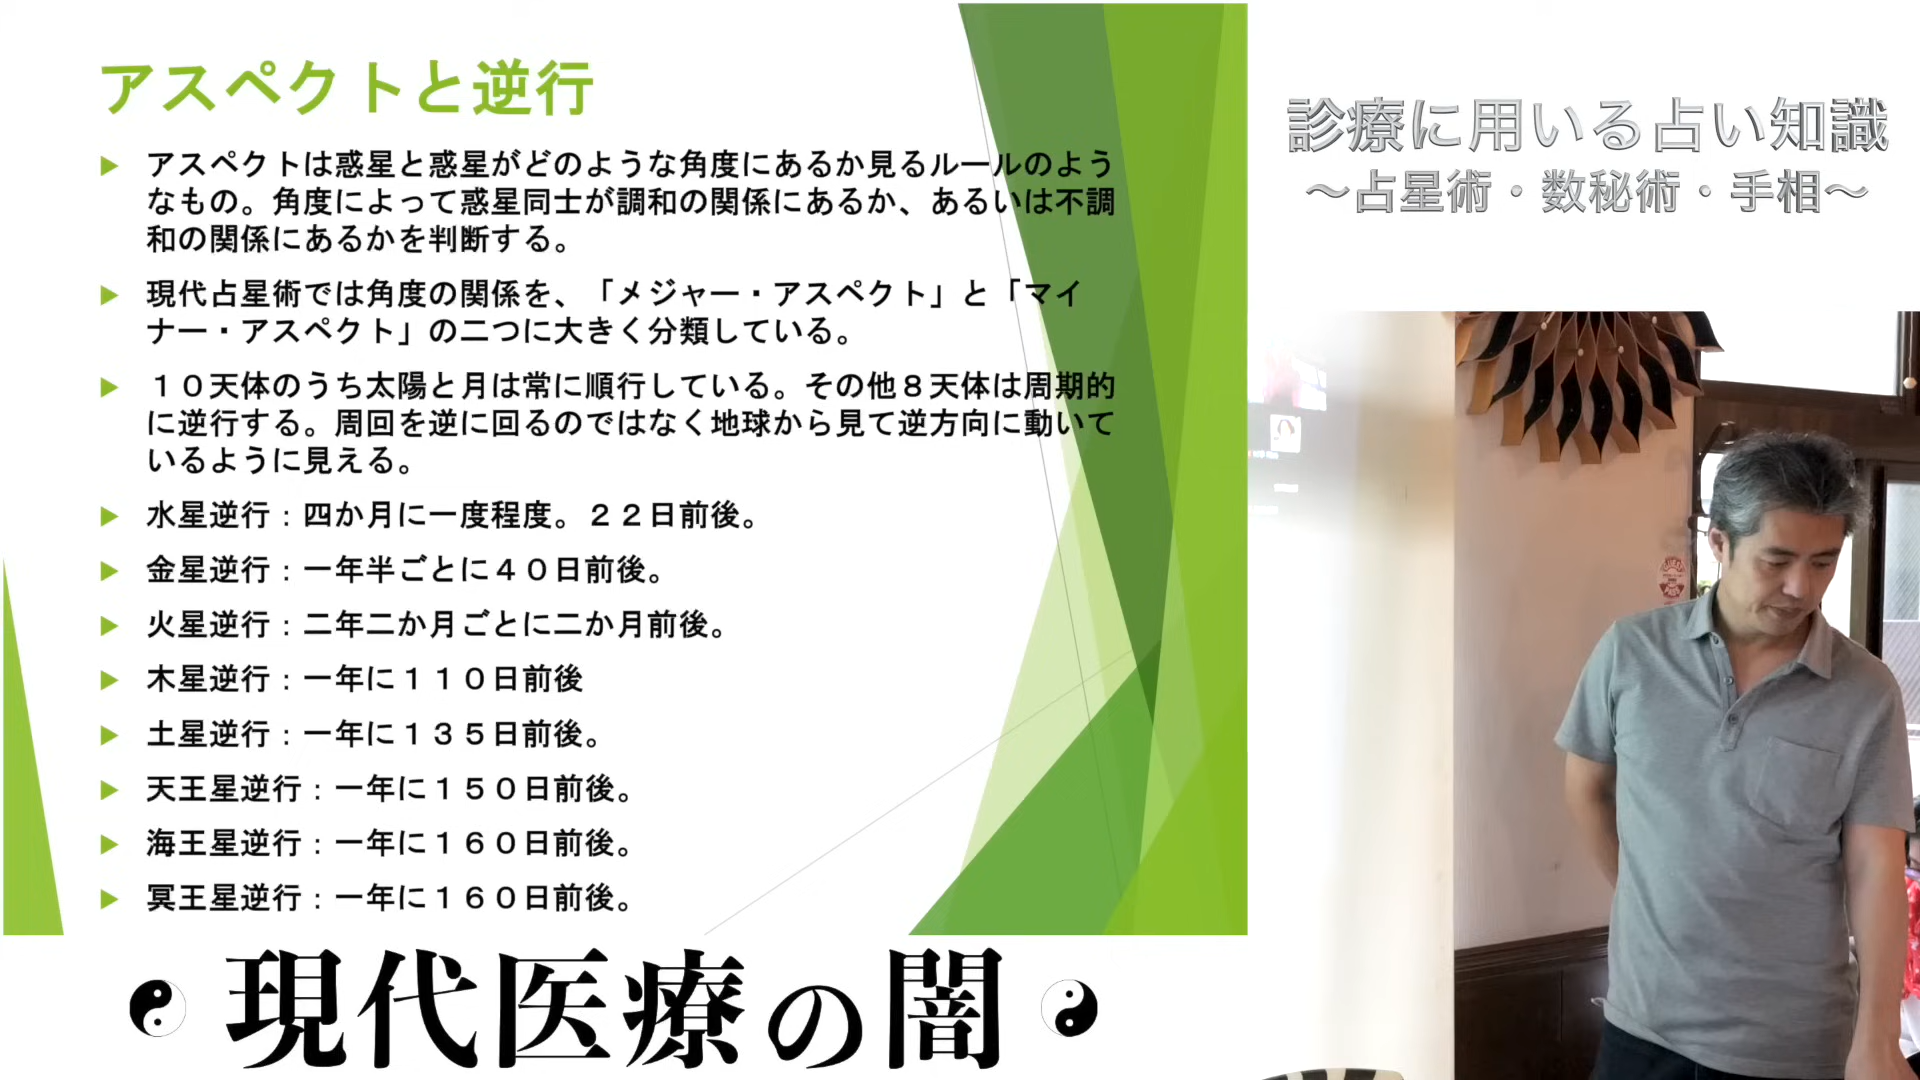 アスペクトと逆行
アスペクトは惑星と惑星がどのような角度にあるか見るルールのよう
なもの。角度によって惑星同士が調和の関係にあるか、あるいは不調
和の関係にあるかを判断する。
現代占星術では角度の関係を、「メジャー・アスペクト」と「マイ
ナー・アスペクト」の二つに大きく分類している。
１０天体のうち太陽と月は常に順行している。その他８天体は周期的
に逆行する。周回を逆に回るのではなく地球から見て逆方向に動いて
いるように見える。
水星逆行：四か月に一度程度。２２日前後。
金星逆行：一年半ごとに４０日前後。
火星逆行：二年二か月ごとに二か月前後。
木星逆行：一年に１１０日前後
土星逆行：一年に１３５日前後。
天王星逆行：一年に１５０日前後。
海王星逆行：一年に１６０日前後。
冥王星逆行：一年に１６０日前後。
現代医療の闇
診療に用いる占い知識
～占星術・数秘術・手相～